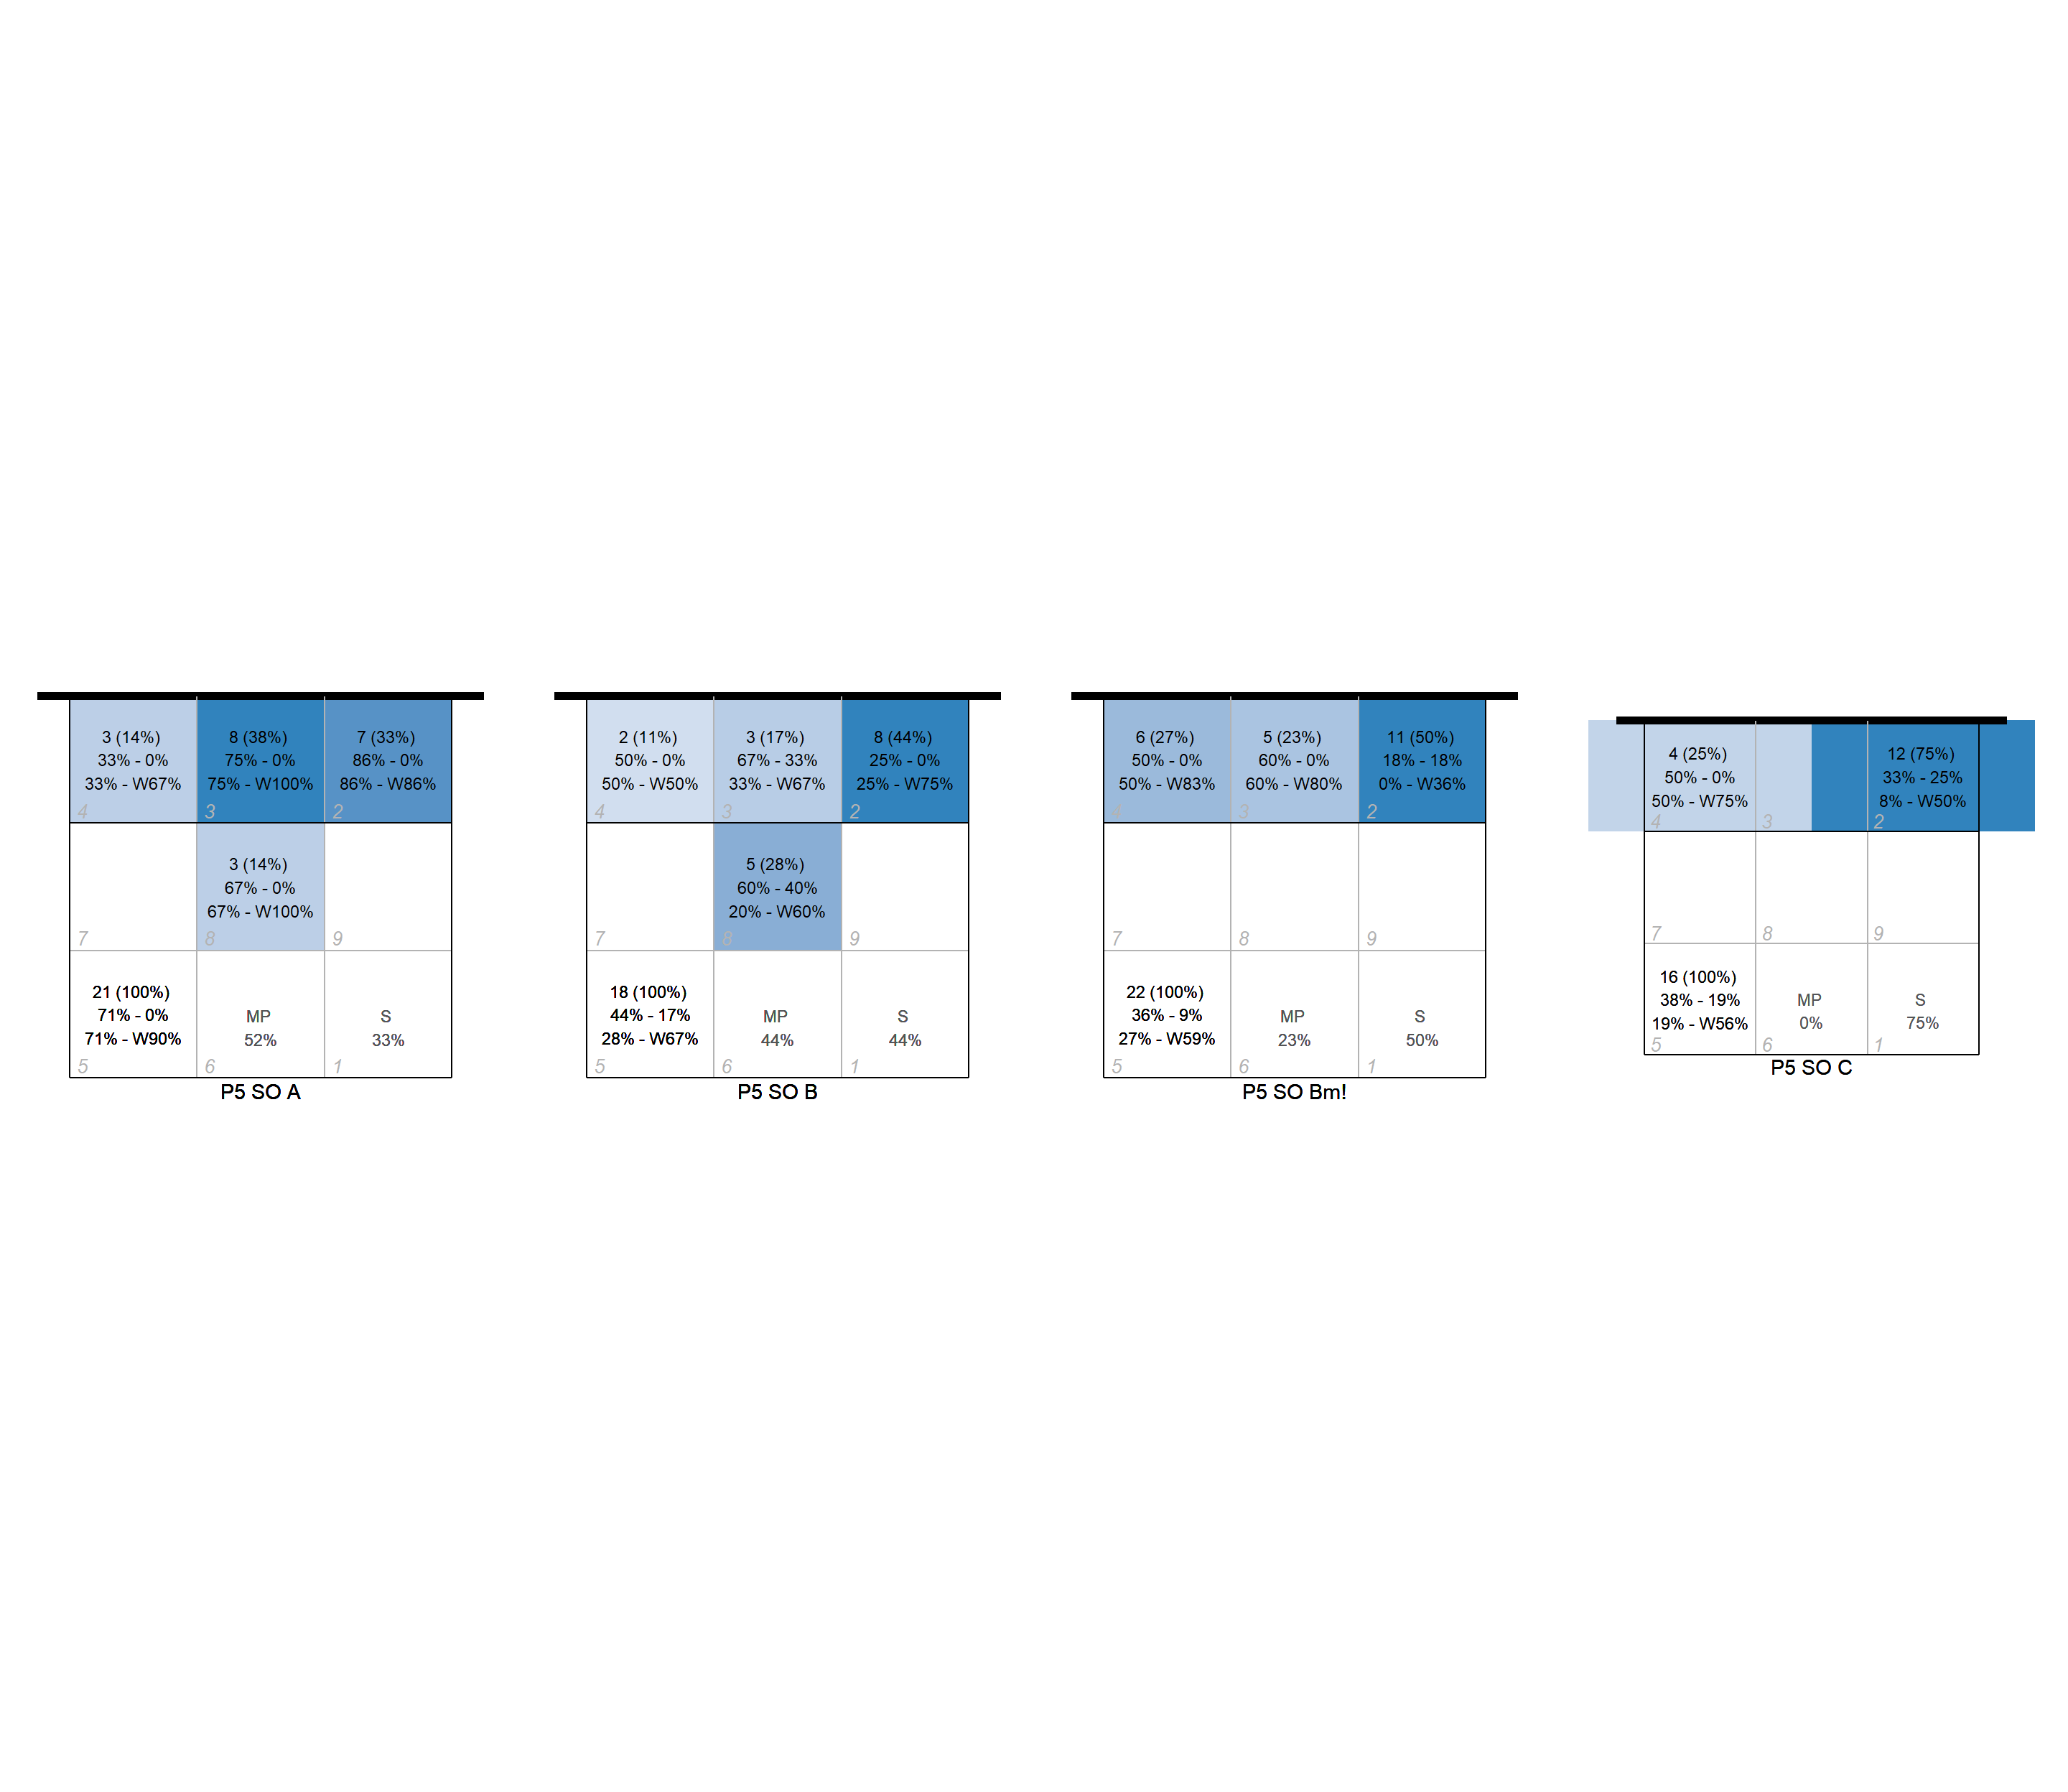 3 (14%)
33% - 0%
33% - W67%
4
8 (38%)
75% - 0%
75% - W100%
3
7 (33%)
86% - 0%
86% - W86%
2
7
3 (14%)
67% - 0%
67% - W100%
8
9
21 (100%)
71% - 0%
71% - W90%
5
MP
52%
6
S
33%
1
P5 SO A
2 (11%)
50% - 0%
50% - W50%
4
3 (17%)
67% - 33%
33% - W67%
3
8 (44%)
25% - 0%
25% - W75%
2
7
5 (28%)
60% - 40%
20% - W60%
8
9
18 (100%)
44% - 17%
28% - W67%
5
MP
44%
6
S
44%
1
P5 SO B
6 (27%)
50% - 0%
50% - W83%
4
5 (23%)
60% - 0%
60% - W80%
3
11 (50%)
18% - 18%
0% - W36%
2
7
8
9
22 (100%)
36% - 9%
27% - W59%
5
MP
23%
6
S
50%
1
P5 SO Bm!
4 (25%)
50% - 0%
50% - W75%
4
3
12 (75%)
33% - 25%
8% - W50%
2
7
8
9
16 (100%)
38% - 19%
19% - W56%
5
MP
0%
6
S
75%
1
P5 SO C